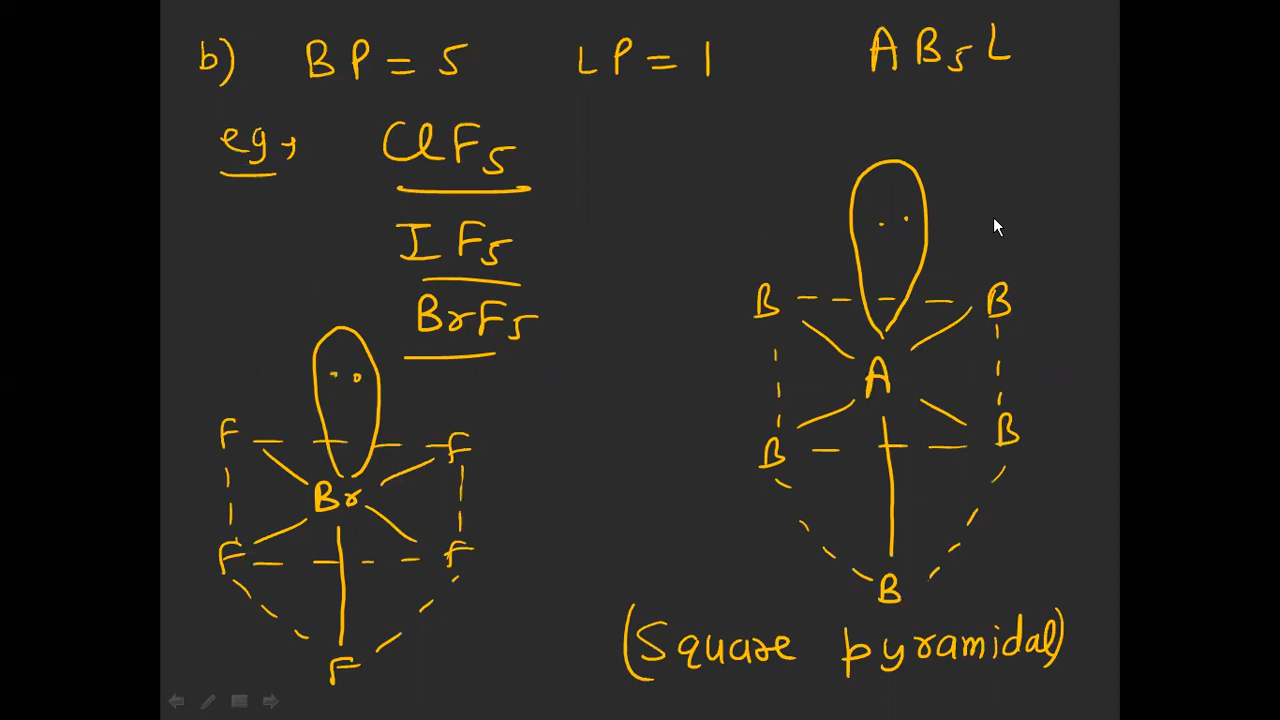 b) BP = 5 LP = 1 AB5L
eg, ClF5
IF5
BrF5
B B
A
B B
B
F F
Br
F F
F
(Square pyramidal)